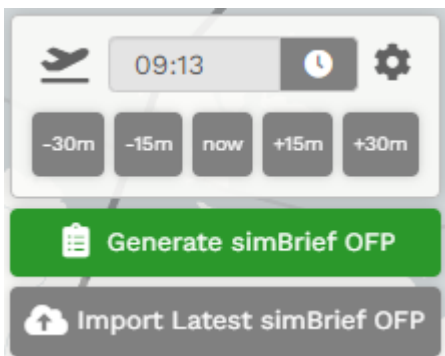 09:13
-30m -15m now +15m +30m
Generate simBrief OFP
Import Latest simBrief OFP